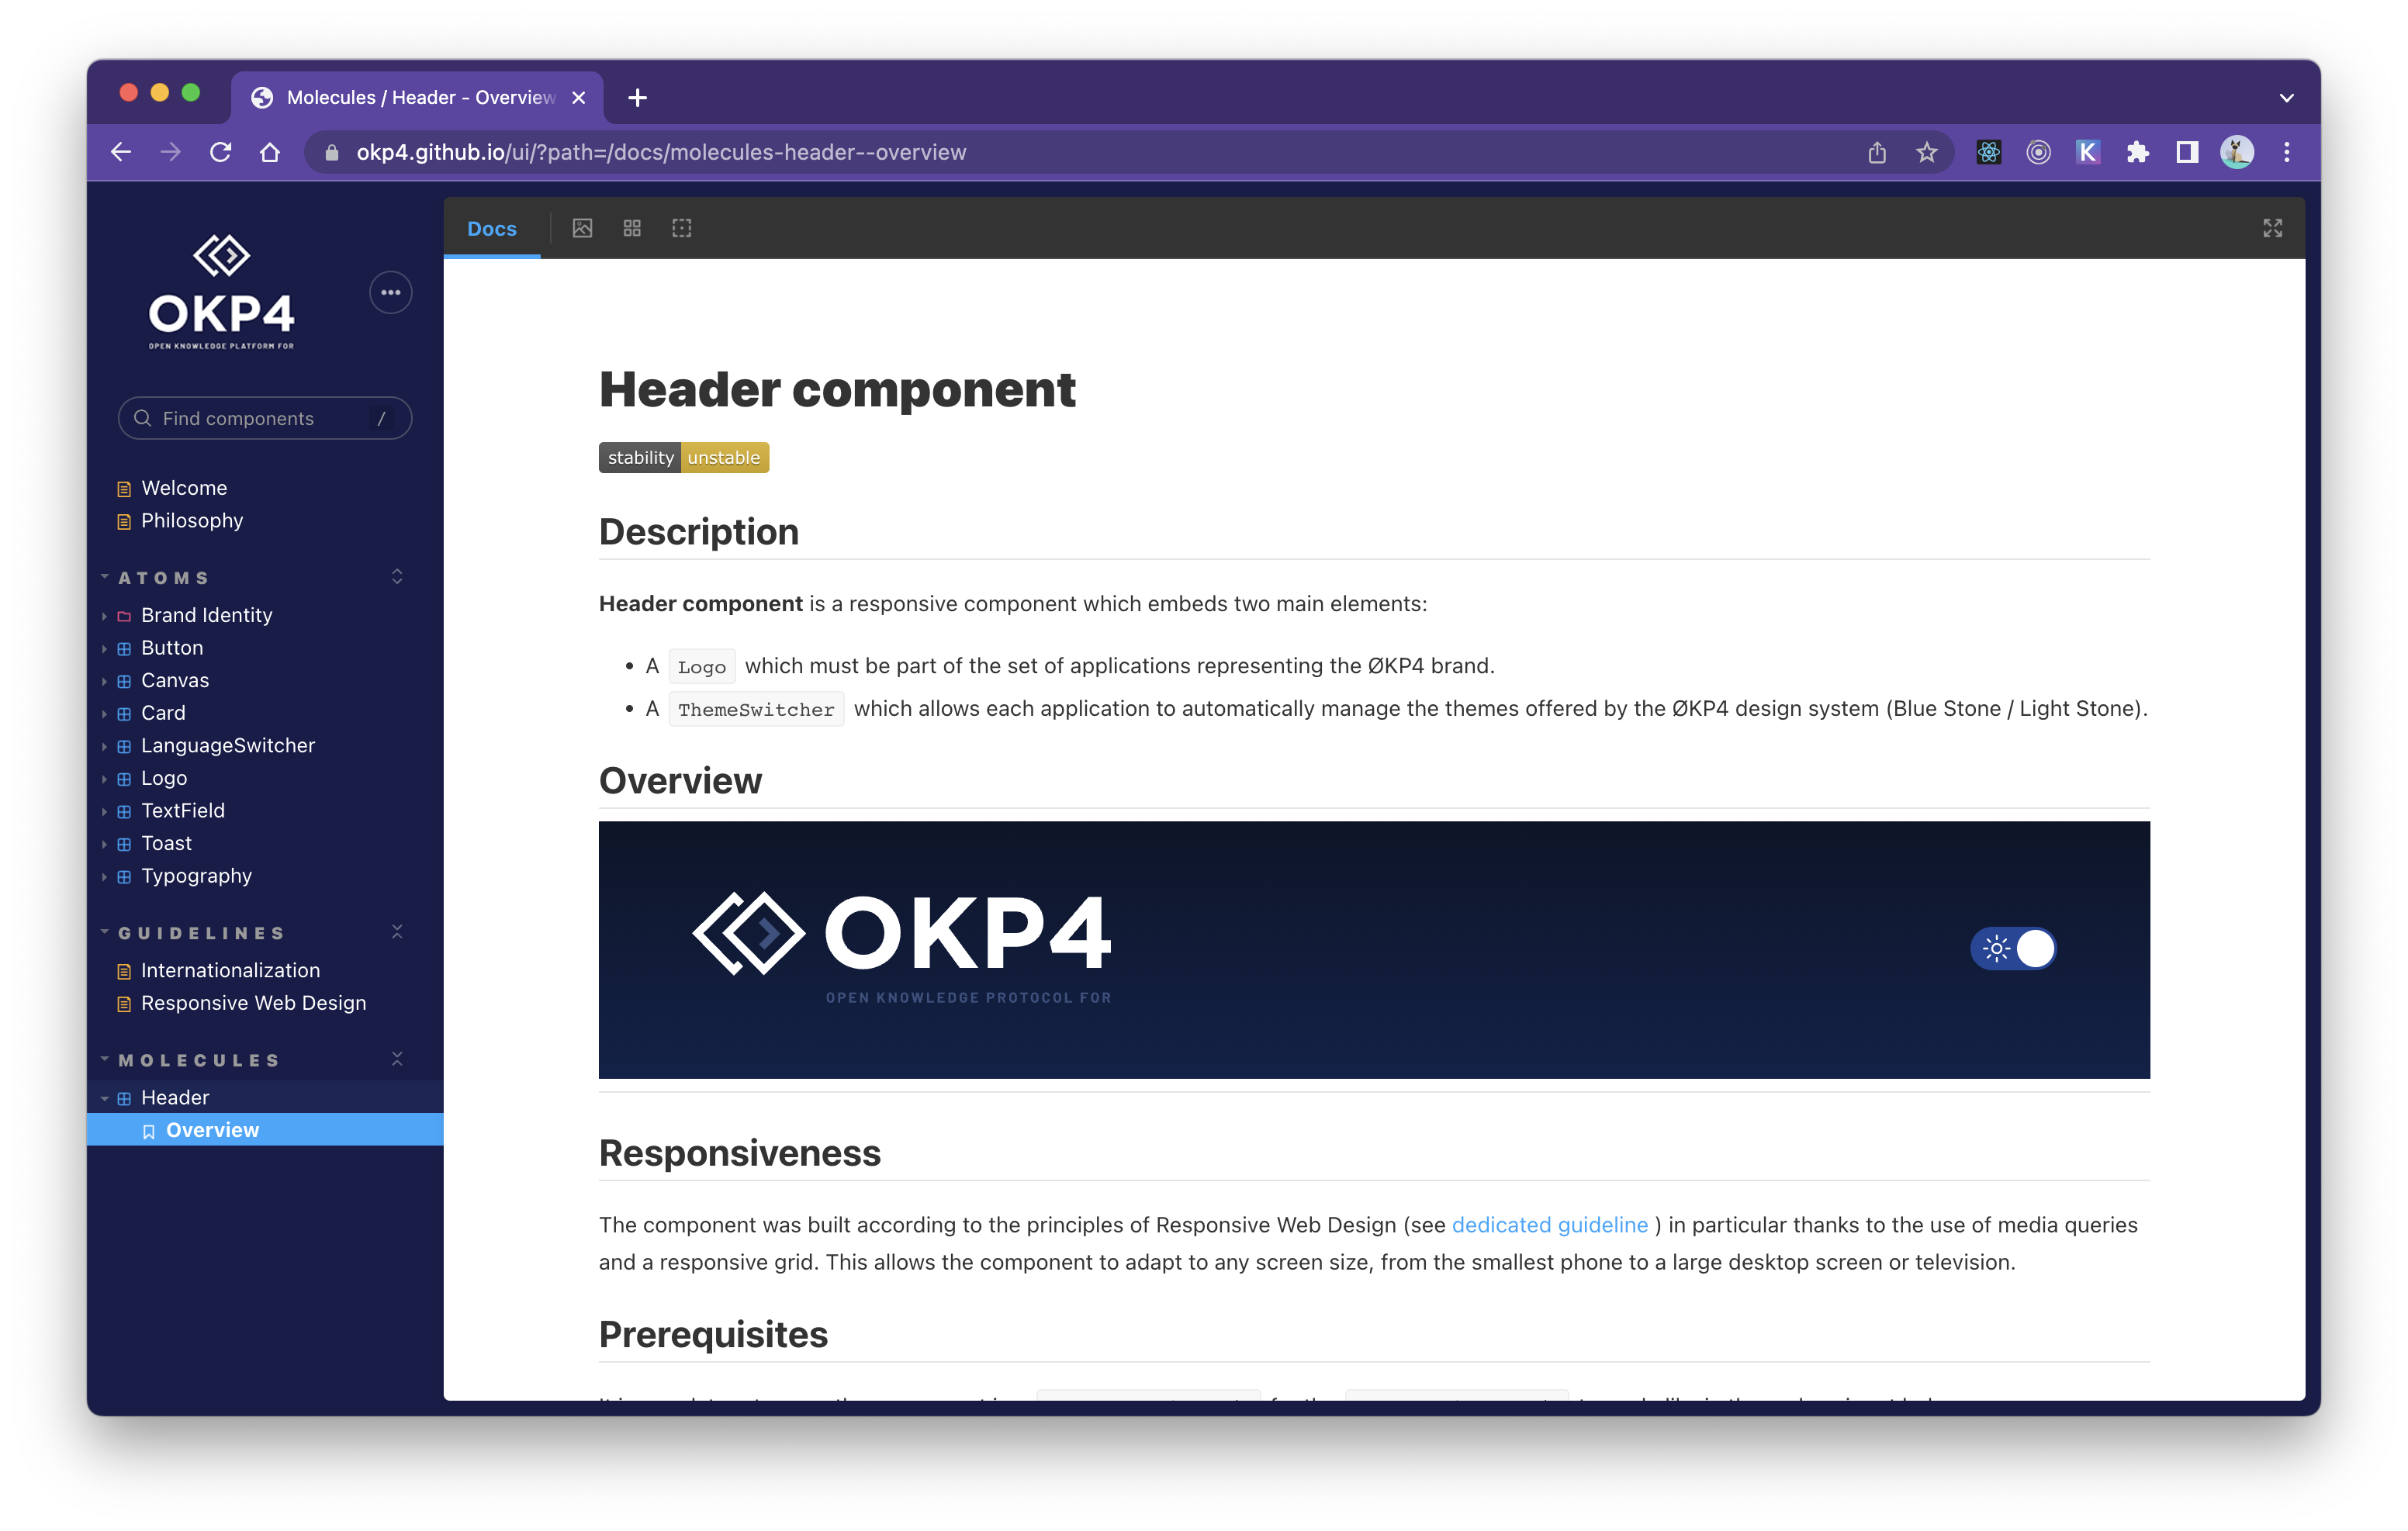 Molecules / Header - Overview
okp4.github.io/ui/?path=/docs/molecules-header--overview
K
OKP4
OPEN KNOWLEDGE PLATFORM FOR
Find components /
Welcome
Philosophy
ATOMS
Brand Identity
Button
Canvas
Card
LanguageSwitcher
Logo
TextField
Toast
Typography
GUIDELINES
Internationalization
Responsive Web Design
MOLECULES
Header
Overview
Docs
Header component
stability unstable
Description
Header component is a responsive component which embeds two main elements:
• A Logo which must be part of the set of applications representing the ØKP4 brand.
• A ThemeSwitcher which allows each application to automatically manage the themes offered by the ØKP4 design system (Blue Stone / Light Stone).
Overview
OKP4
OPEN KNOWLEDGE PROTOCOL FOR
Responsiveness
The component was built according to the principles of Responsive Web Design (see dedicated guideline ) in particular thanks to the use of media queries
and a responsive grid. This allows the component to adapt to any screen size, from the smallest phone to a large desktop screen or television.
Prerequisites